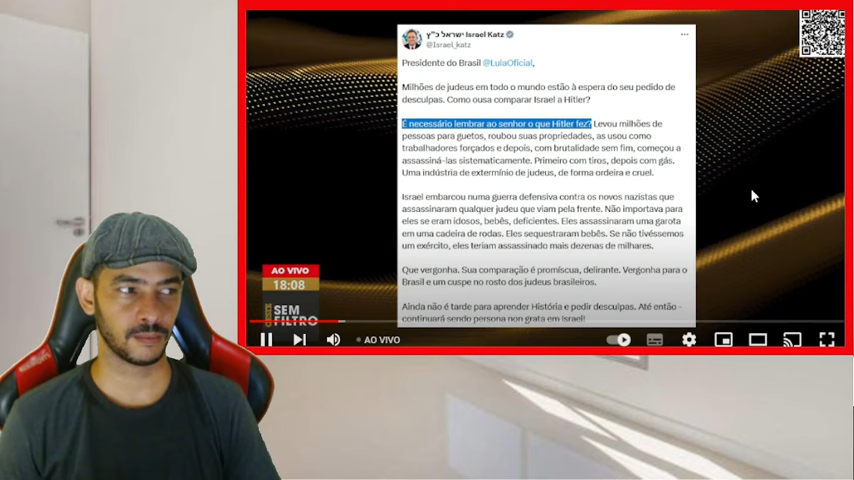 ישראל כ"ץ Israel Katz
@Israel_katz
Presidente do Brasil @LulaOficial,
Milhões de judeus em todo o mundo estão à espera do seu pedido de
desculpas. Como ousa comparar Israel a Hitler?
É necessário lembrar ao senhor o que Hitler fez? Levou milhões de
pessoas para guetos, roubou suas propriedades, as usou como
trabalhadores forçados e depois, com brutalidade sem fim, começou a
assassiná-las sistematicamente. Primeiro com tiros, depois com gás.
Uma indústria de extermínio de judeus, de forma ordeira e cruel.
Israel embarcou numa guerra defensiva contra os novos nazistas que
assassinaram qualquer judeu que viam pela frente. Não importava para
eles se eram idosos, bebês, deficientes. Eles assassinaram uma garota
em uma cadeira de rodas. Eles sequestraram bebês. Se não tivéssemos
um exército, eles teriam assassinado mais dezenas de milhares.
Que vergonha. Sua comparação é promíscua, delirante. Vergonha para o
Brasil e um cuspe no rosto dos judeus brasileiros.
Ainda não é tarde para aprender História e pedir desculpas. Até então -
continuará sendo persona non grata em Israel!
AO VIVO
18:08
OESTE
SEM
FILTRO
AO VIVO